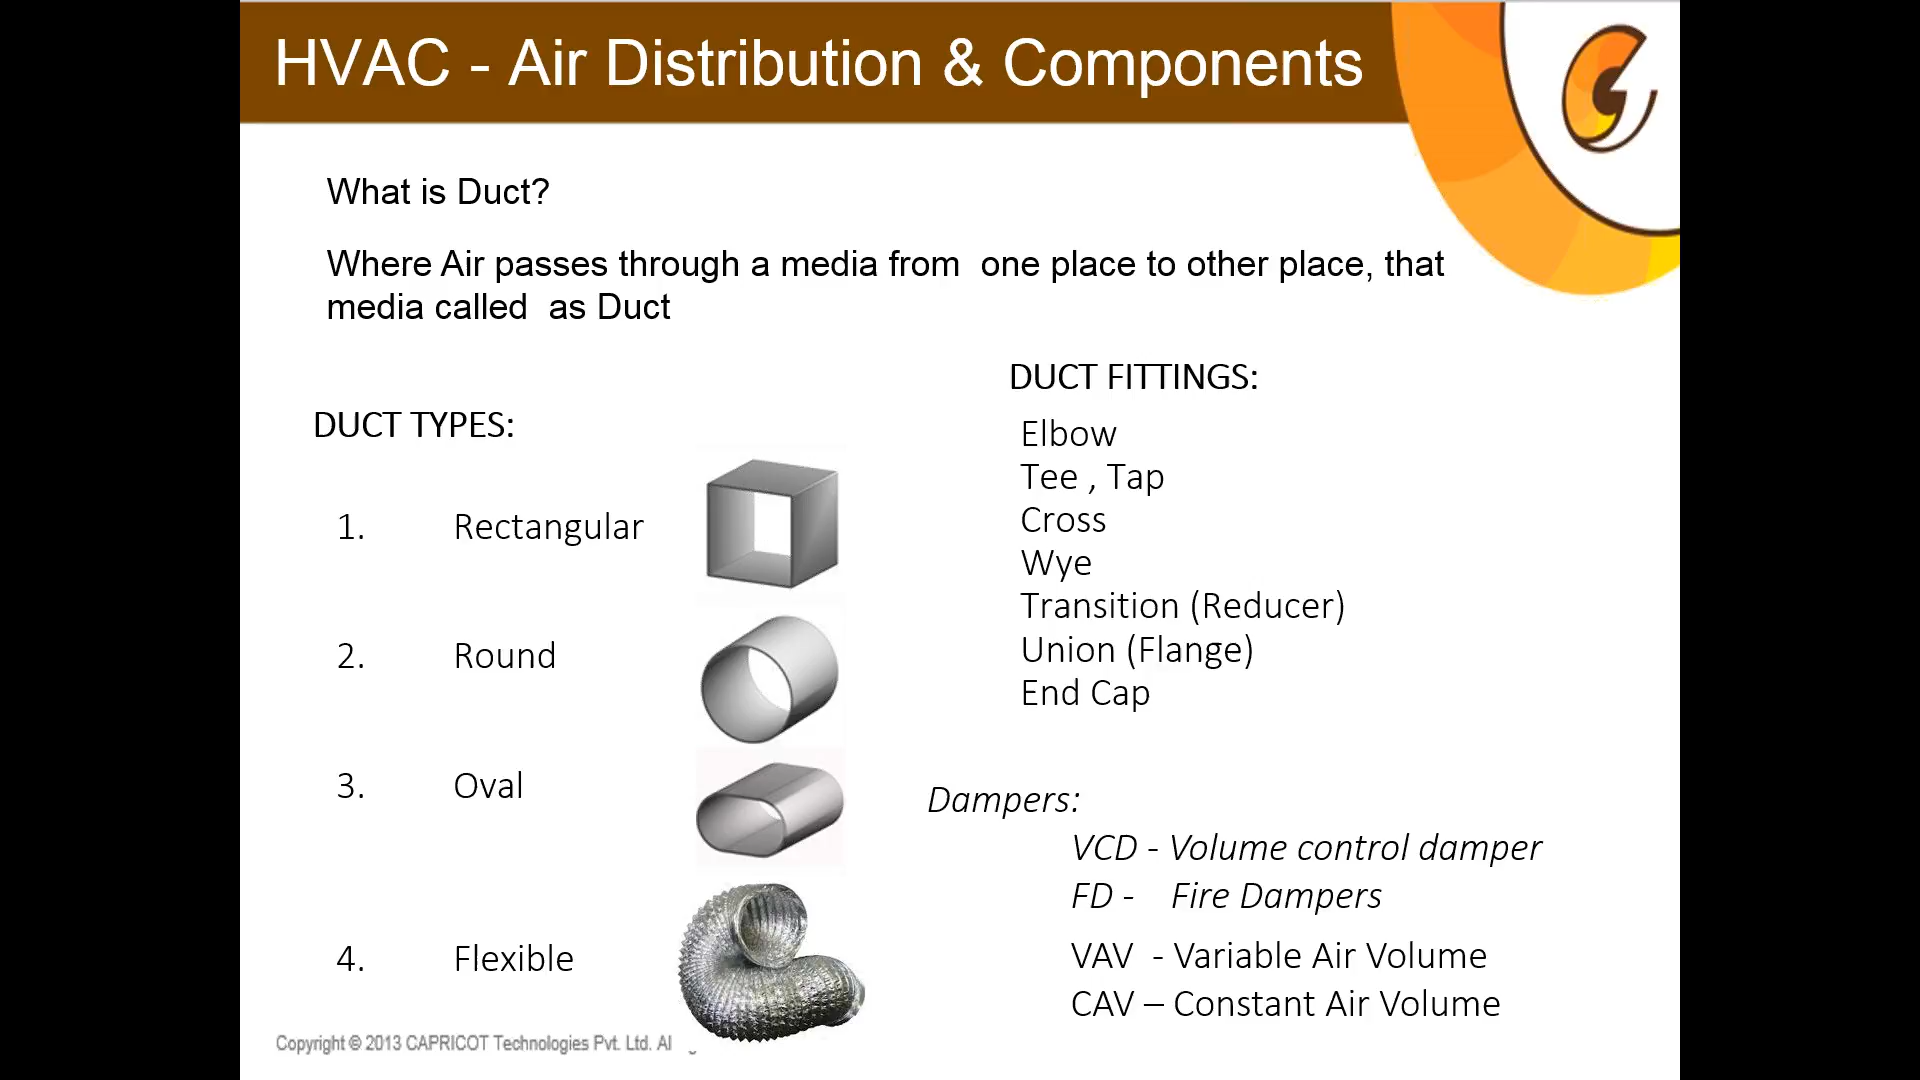 HVAC - Air Distribution & Components
What is Duct?
Where Air passes through a media from one place to other place, that
media called as Duct
DUCT TYPES:
1. Rectangular
2. Round
3. Oval
4. Flexible
DUCT FITTINGS:
Elbow
Tee , Tap
Cross
Wye
Transition (Reducer)
Union (Flange)
End Cap
Dampers:
VCD - Volume control damper
FD - Fire Dampers
VAV - Variable Air Volume
CAV – Constant Air Volume
Copyright © 2013 CAPRICOT Technologies Pvt. Ltd.